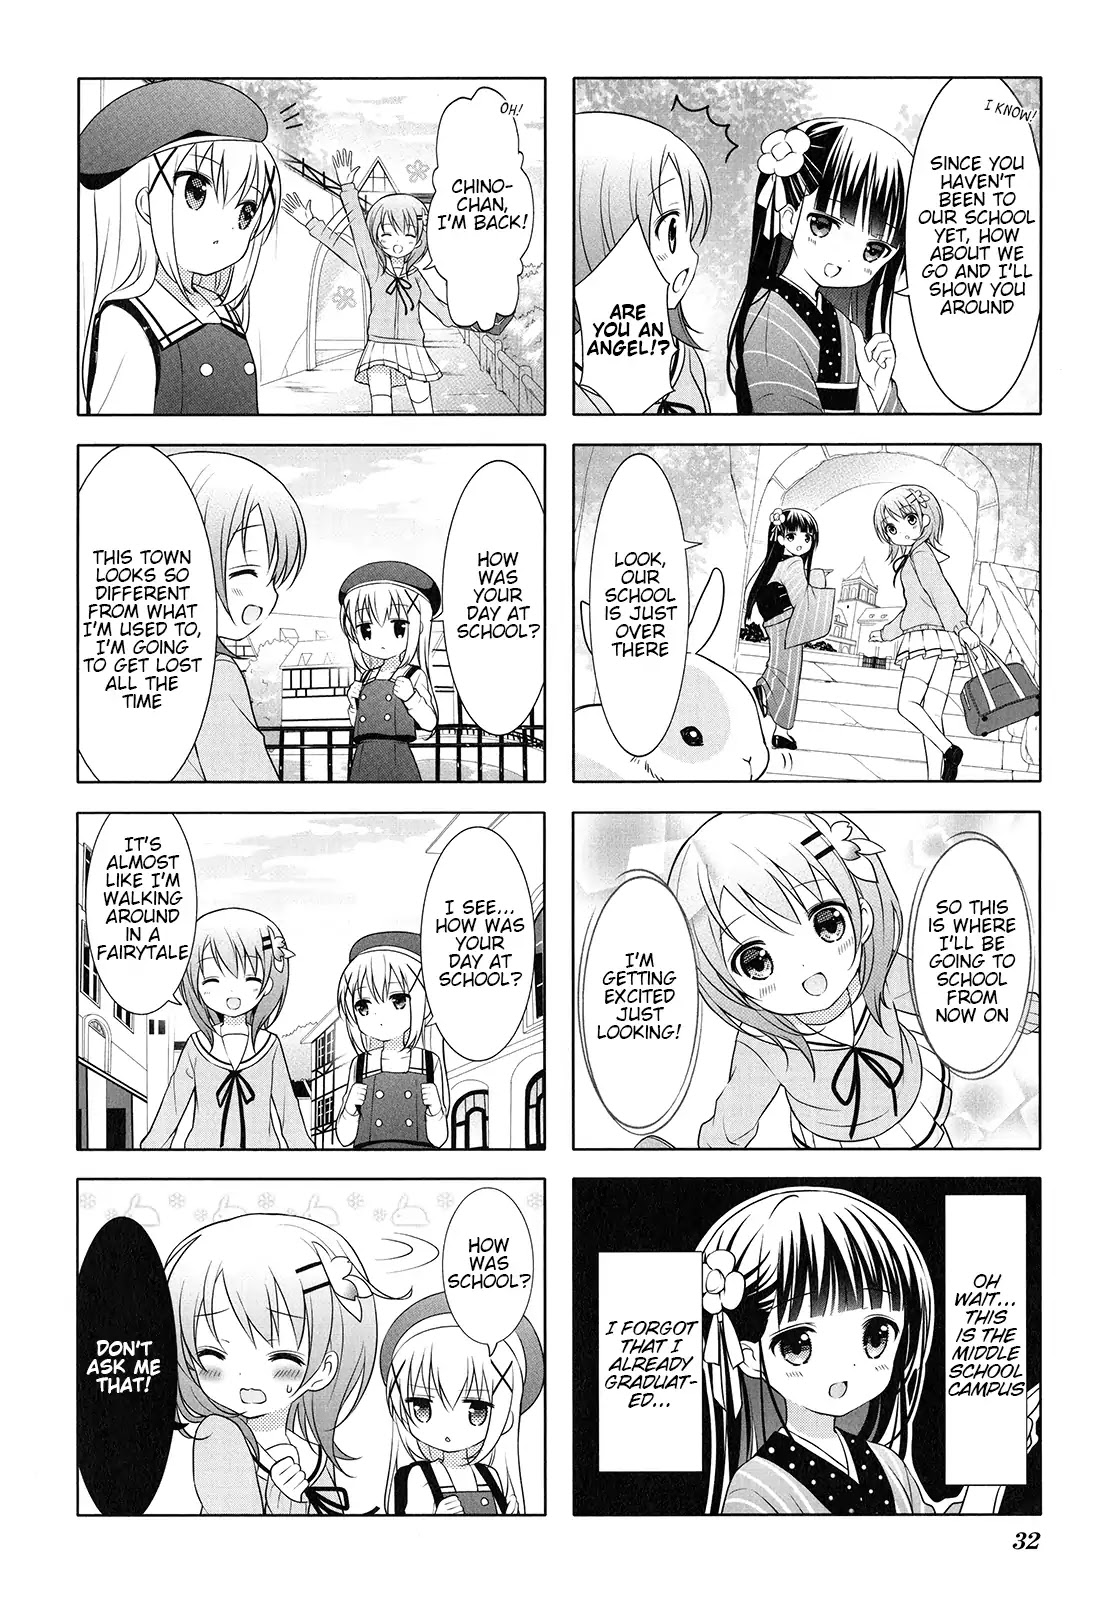 I KNOW!
SINCE YOU
HAVEN'T
BEEN TO
OUR SCHOOL
YET, HOW
ABOUT WE
GO AND I'LL
SHOW YOU
AROUND
ARE
YOU AN
ANGEL!?
LOOK,
OUR
SCHOOL
IS JUST
OVER
THERE
SO THIS
IS WHERE
I'LL BE
GOING TO
SCHOOL
FROM
NOW ON
I'M
GETTING
EXCITED
JUST
LOOKING!
OH
WAIT...
THIS
IS THE
MIDDLE
SCHOOL
CAMPUS
I FORGOT
THAT I
ALREADY
GRADUAT-
ED...
OH!
CHINO-
CHAN,
I'M BACK!
HOW
WAS
YOUR
DAY AT
SCHOOL?
THIS TOWN
LOOKS SO
DIFFERENT
FROM WHAT
I'M USED TO,
I'M GOING
TO GET LOST
ALL THE
TIME
I SEE...
HOW WAS
YOUR
DAY AT
SCHOOL?
IT'S
ALMOST
LIKE I'M
WALKING
AROUND
IN A
FAIRYTALE
HOW
WAS
SCHOOL?
DON'T
ASK ME
THAT!
32